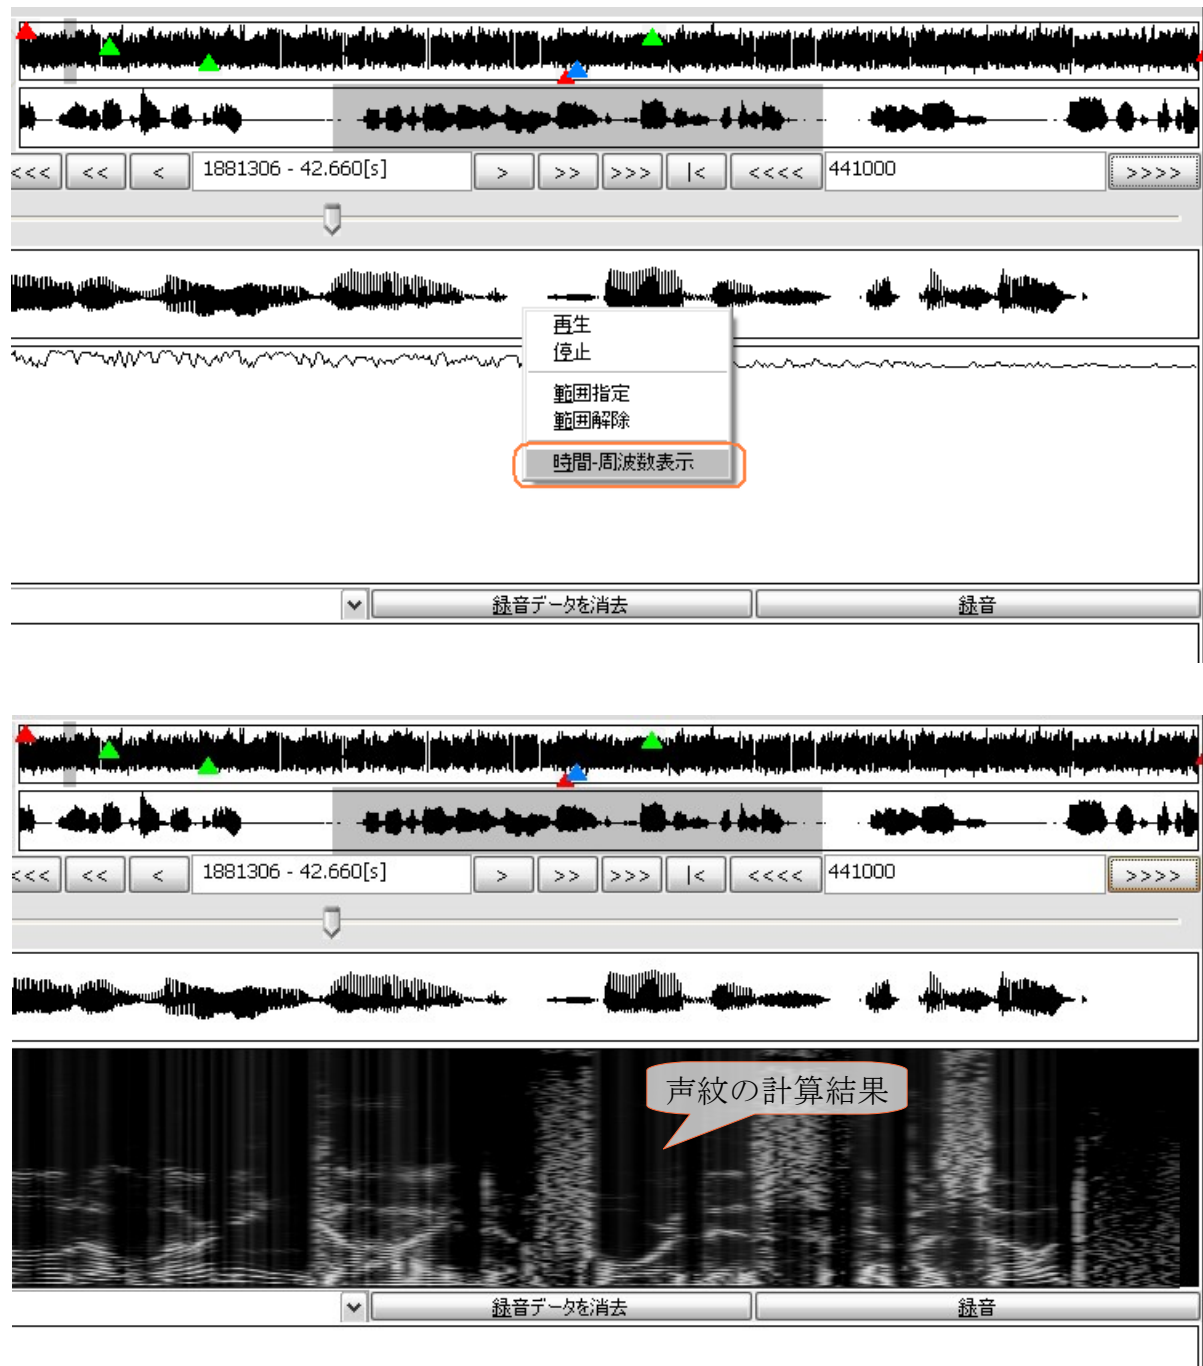 <<< << < 1881306 - 42.660[s] > >> >>> |< <<<< 441000 >>>>
再生
停止
範囲指定
範囲解除
時間-周波数表示
録音データを消去 録音
<<< << < 1881306 - 42.660[s] > >> >>> |< <<<< 441000 >>>>
声紋の計算結果
録音データを消去 録音